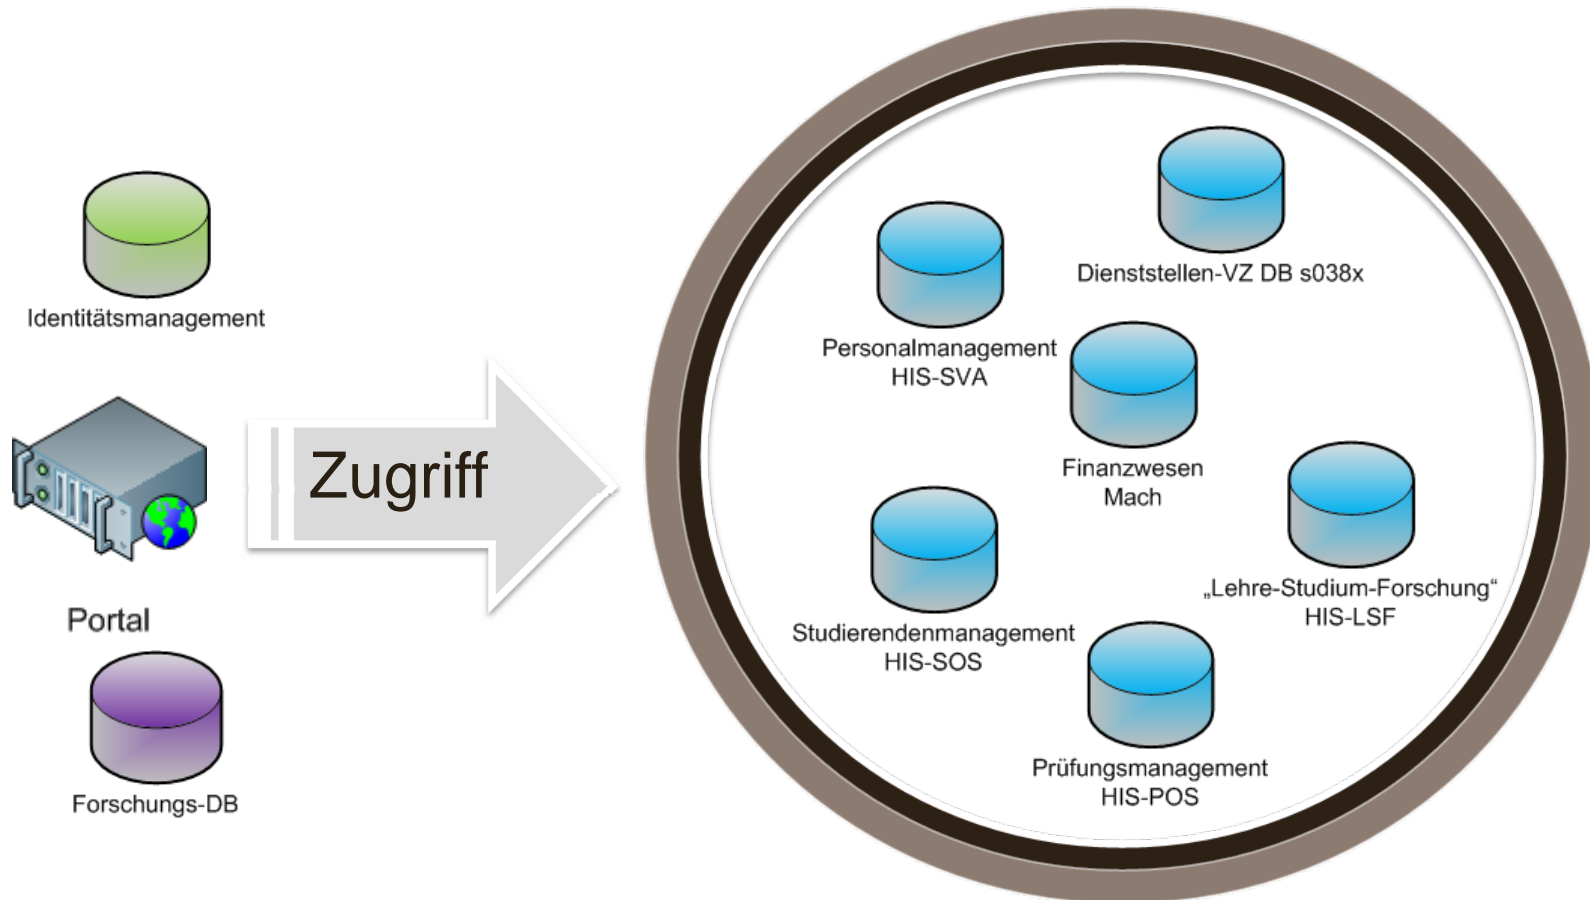 Identitätsmanagement
Portal
Forschungs-DB
Zugriff
Dienststellen-VZ DB s038x
Personalmanagement
HIS-SVA
Finanzwesen
Mach
„Lehre-Studium-Forschung“
HIS-LSF
Studierendenmanagement
HIS-SOS
Prüfungsmanagement
HIS-POS